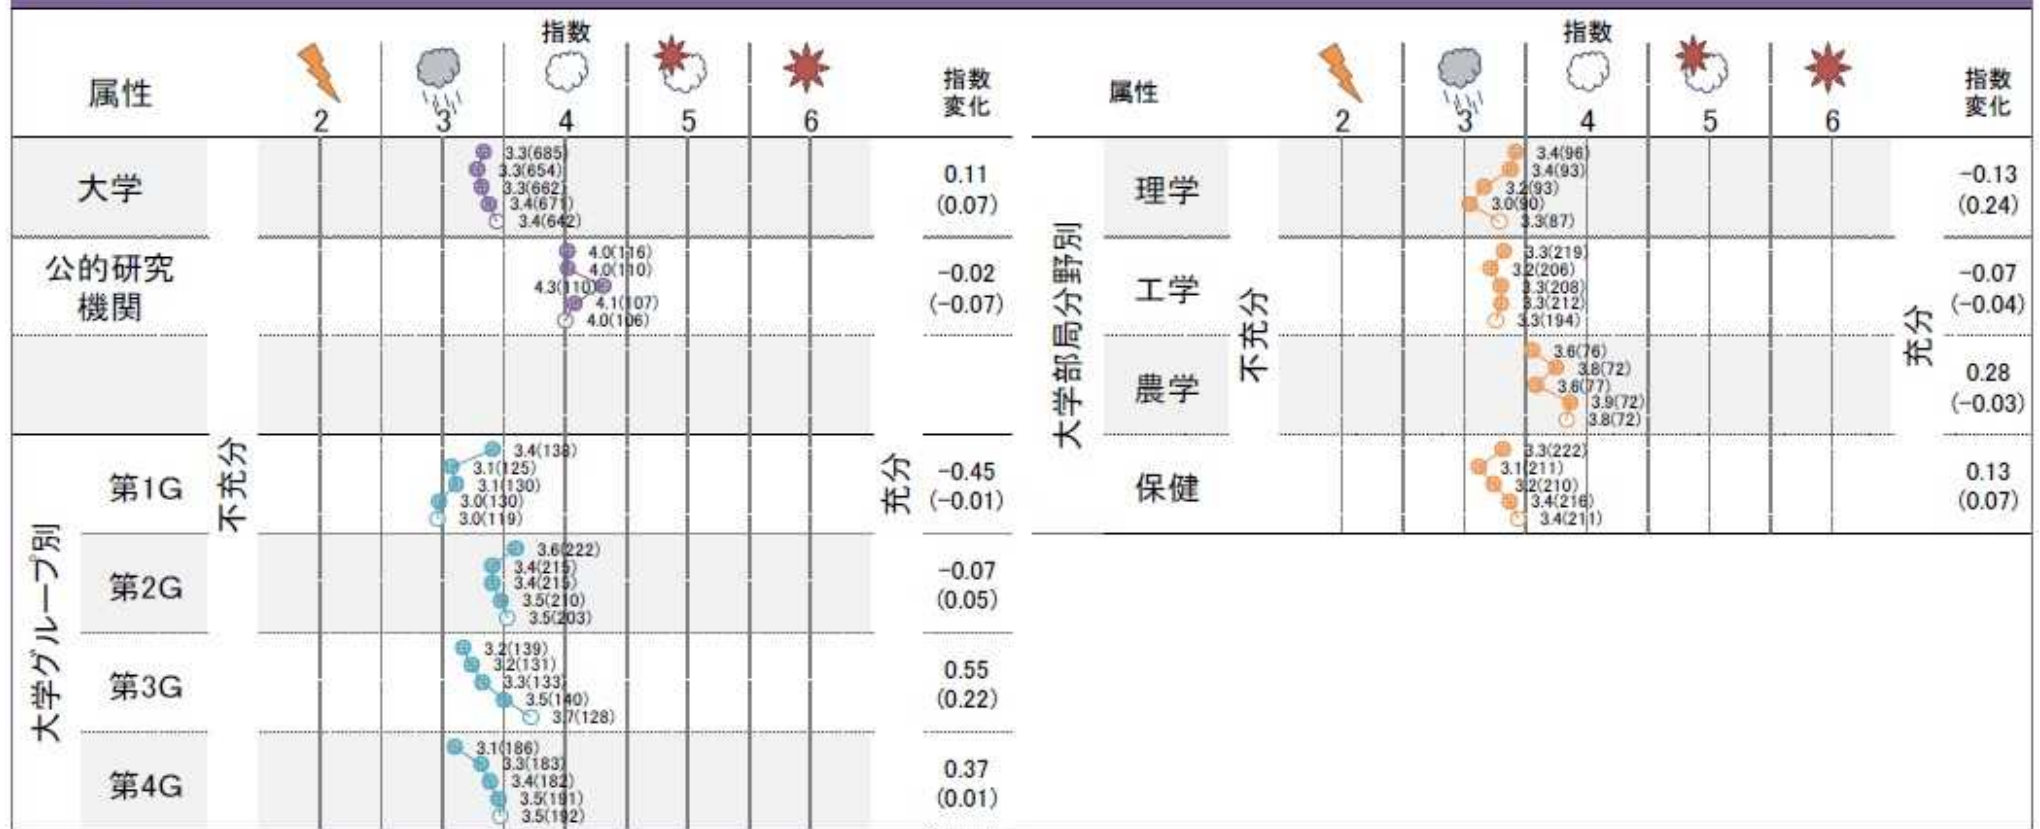 指数
属性
2 3 4 5 6
指数
変化
大学
3.3(685)
3.3(654)
3.3(662)
3.4(671)
3.4(642)
0.11
(0.07)
公的研究
機関
4.0(116)
4.0(110)
4.3(110)
4.1(107)
4.0(106)
-0.02
(-0.07)
不充分
充分
大学グループ別
第1G
3.4(138)
3.1(125)
3.1(130)
3.0(130)
3.0(119)
-0.45
(-0.01)
第2G
3.6(222)
3.4(215)
3.4(215)
3.5(210)
3.5(203)
-0.07
(0.05)
第3G
3.2(139)
3.2(131)
3.3(133)
3.5(140)
3.7(128)
0.55
(0.22)
第4G
3.1(186)
3.3(183)
3.4(182)
3.5(191)
3.5(192)
0.37
(0.01)
指数
属性
2 3 4 5 6
指数
変化
大学部局分野別
不充分
充分
理学
3.4(96)
3.4(93)
3.2(93)
3.0(90)
3.3(87)
-0.13
(0.24)
工学
3.3(219)
3.2(206)
3.3(208)
3.3(212)
3.3(194)
-0.07
(-0.04)
農学
3.6(76)
3.8(72)
3.6(77)
3.9(72)
3.8(72)
0.28
(-0.03)
保健
3.3(222)
3.1(211)
3.2(210)
3.4(216)
3.4(211)
0.13
(0.07)